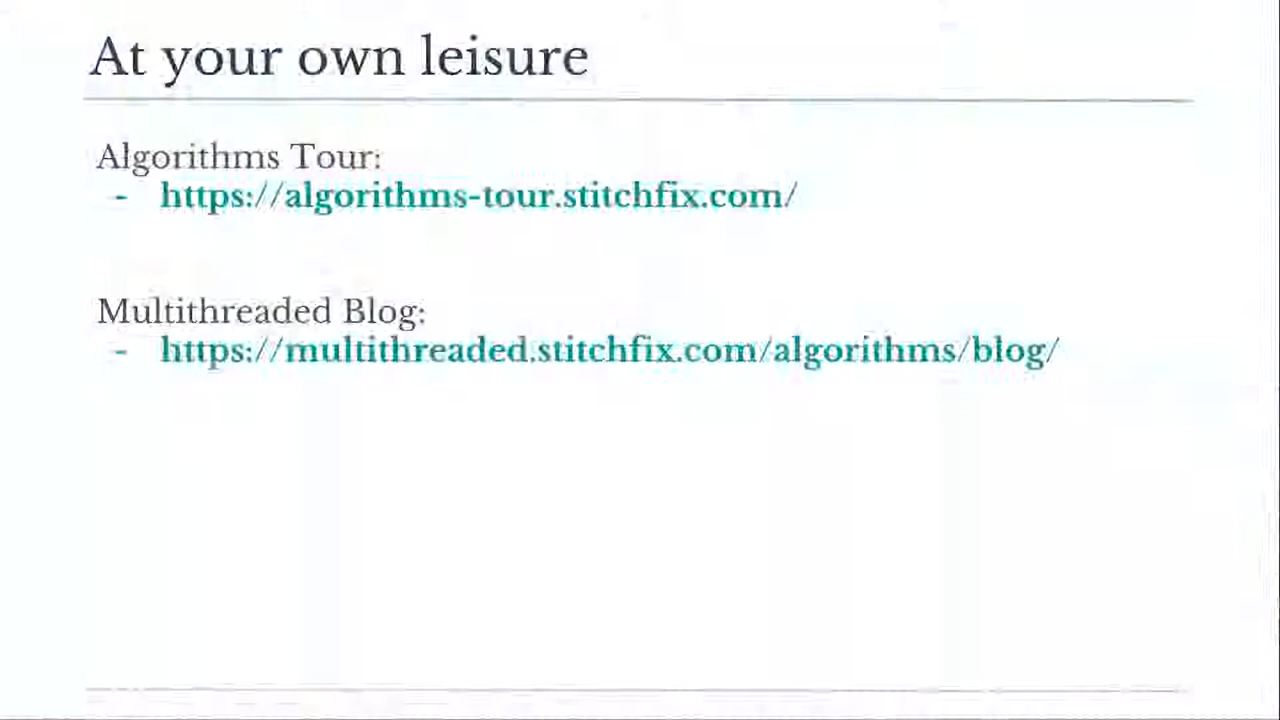 At your own leisure
Algorithms Tour:
- https://algorithms-tour.stitchfix.com/
Multithreaded Blog:
- https://multithreaded.stitchfix.com/algorithms/blog/